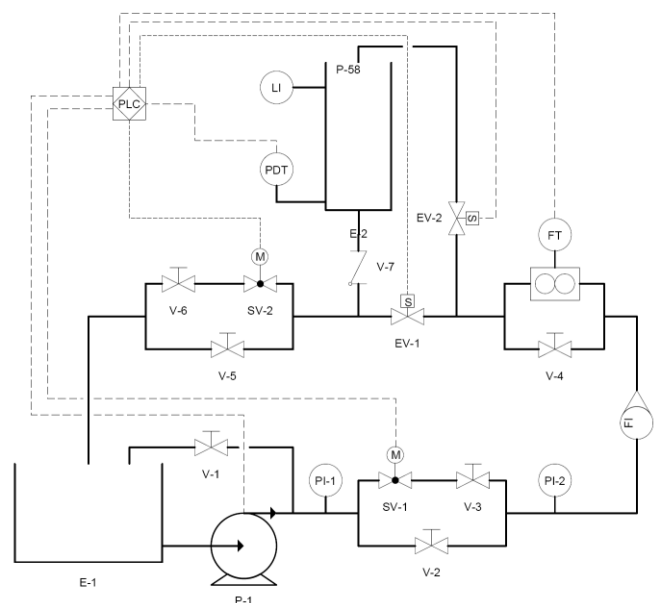 P-58
LI
PLC
PDT
EV-2
S
E-2
FT
M
V-7
V-6
SV-2
S
EV-1
V-5
V-4
FI
V-1
M
PI-1
PI-2
SV-1
V-3
V-2
E-1
P-1